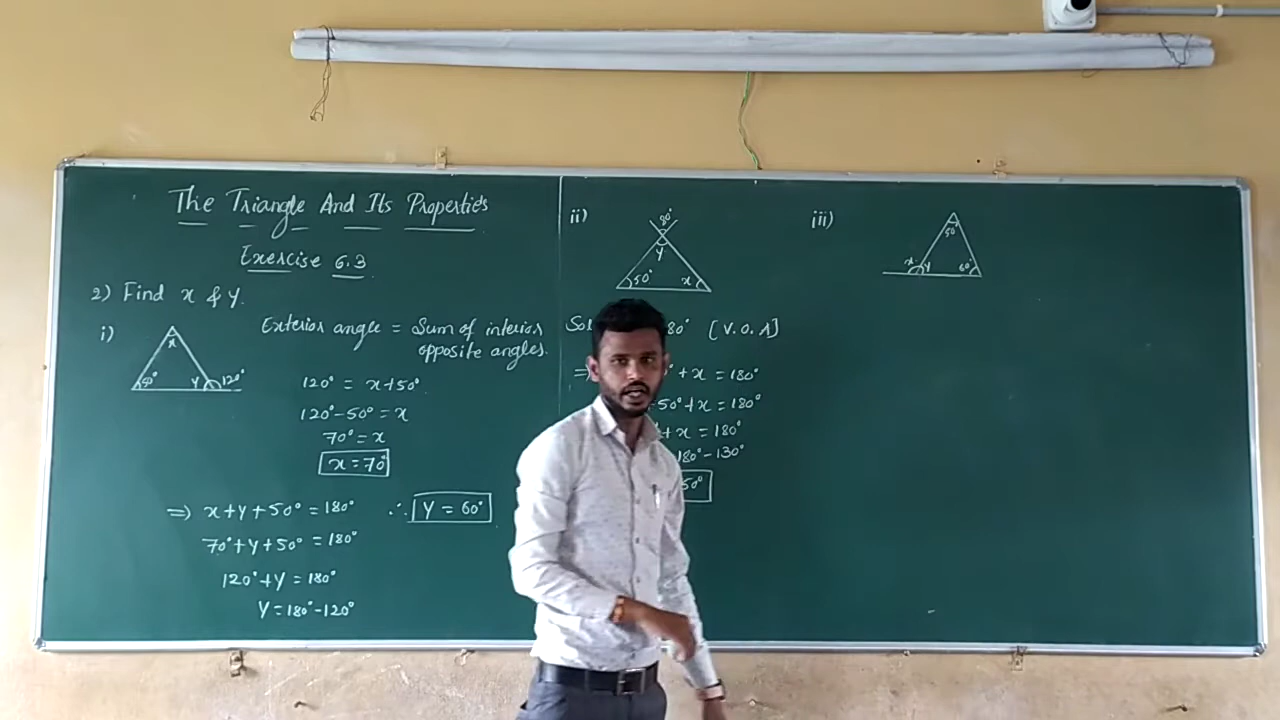 The Triangle And Its Properties
Exercise 6.3
2) Find x & y.
i)
x
50°
y
120°
Exterior angle = Sum of interior
opposite angles.
120° = x+50°
120°-50° = x
70° = x
x = 70°
=> x+y+50° = 180°
70°+y+50° = 180°
120°+y = 180°
y = 180°-120°
∴ y = 60°
ii)
80°
y
50°
x
80° [V.O.A]
=> + x = 180°
50°+x = 180°
+ x = 180°
180°-130°
50°
iii)
50°
x
y
60°